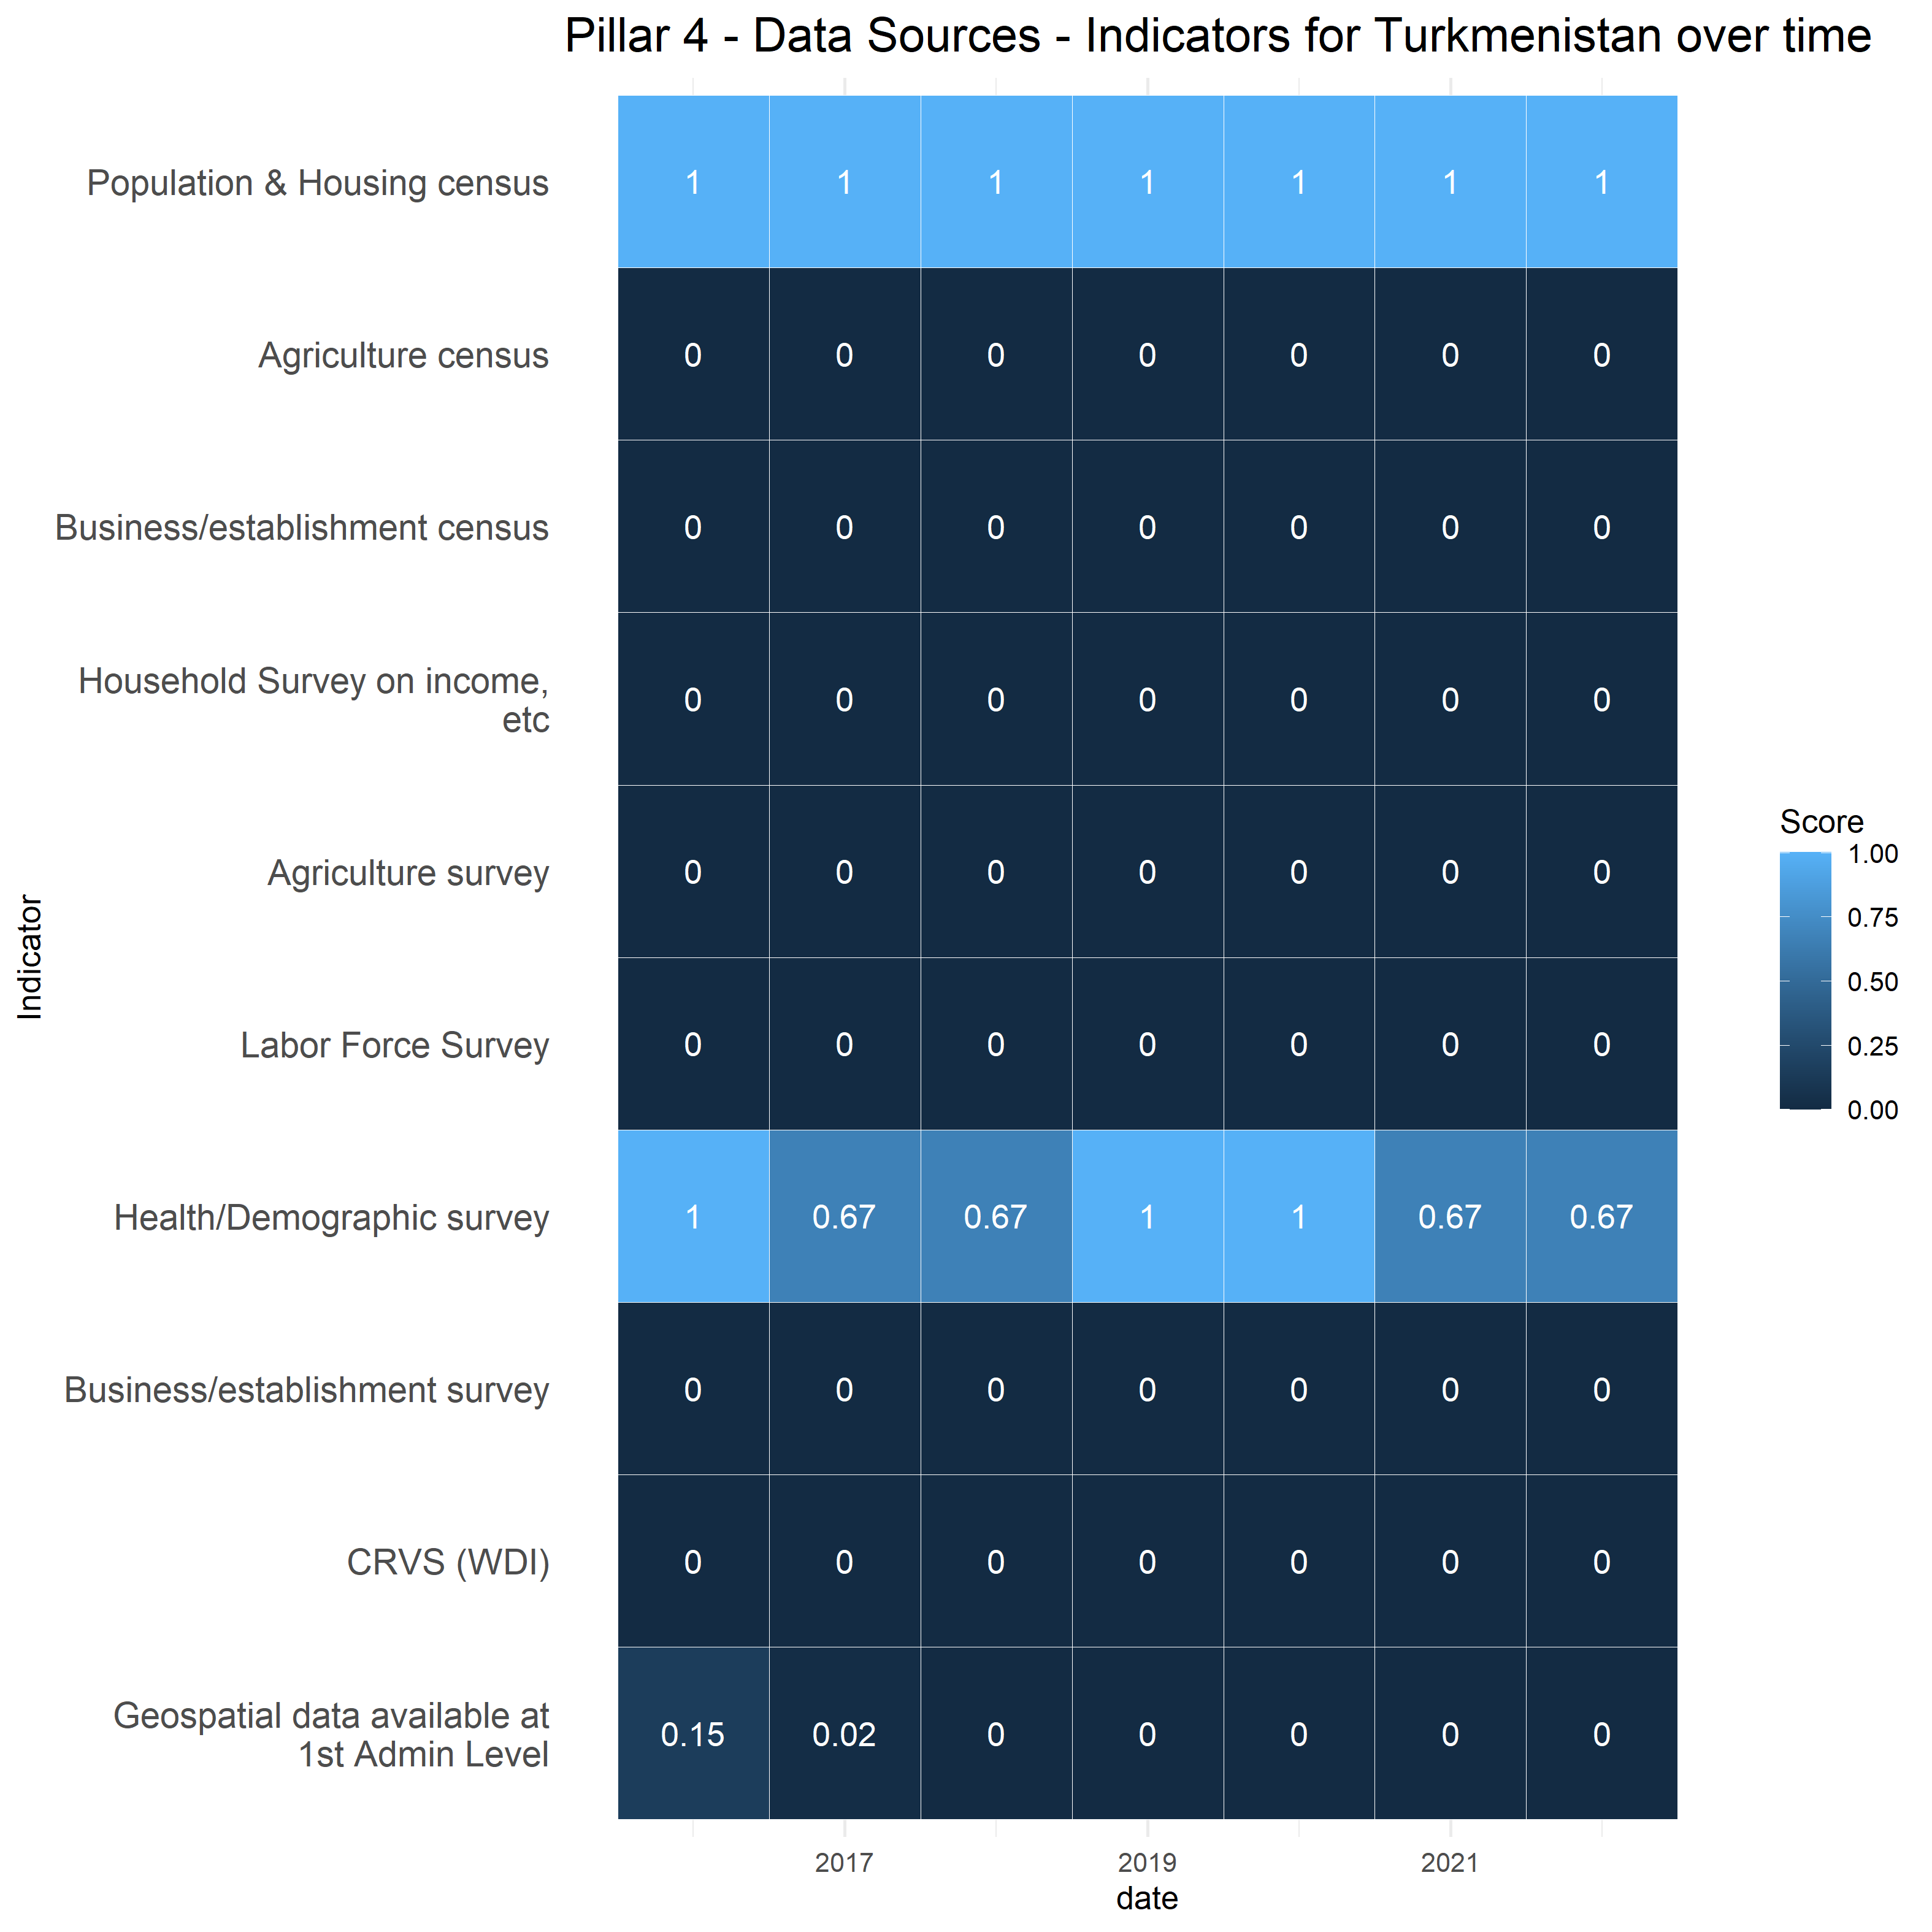 Pillar 4 - Data Sources - Indicators for Turkmenistan over time
Population & Housing census
1 1 1 1 1 1 1
Agriculture census
0 0 0 0 0 0 0
Business/establishment census
0 0 0 0 0 0 0
Household Survey on income,
etc
0 0 0 0 0 0 0
Agriculture survey
0 0 0 0 0 0 0
Labor Force Survey
0 0 0 0 0 0 0
Health/Demographic survey
1 0.67 0.67 1 1 0.67 0.67
Business/establishment survey
0 0 0 0 0 0 0
CRVS (WDI)
0 0 0 0 0 0 0
Geospatial data available at
1st Admin Level
0.15 0.02 0 0 0 0 0
Indicator
2017 2019 2021
date
Score
1.00
0.75
0.50
0.25
0.00